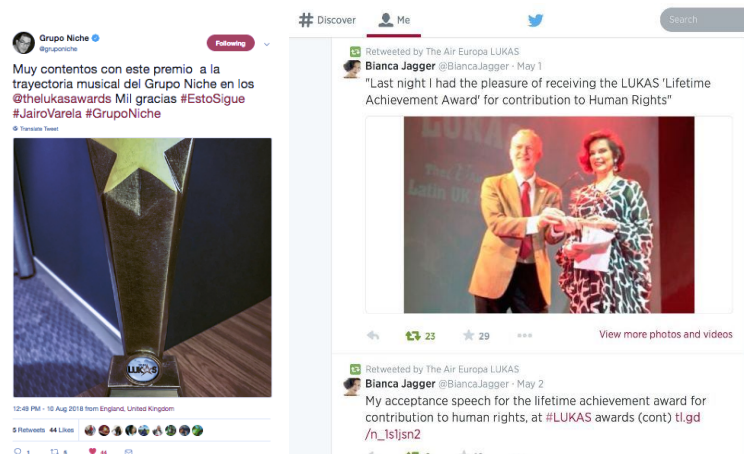 Grupo Niche
@gruponiche
Following
Muy contentos con este premio a la
trayectoria musical del Grupo Niche en los
@thelukasawards Mil gracias #EstoSigue
#JairoVarela #GrupoNiche
Translate Tweet
LUKAS
12:49 PM - 10 Aug 2018 from England, United Kingdom
5 Retweets 44 Likes
1 8 44
# Discover
Me
Search
Retweeted by The Air Europa LUKAS
Bianca Jagger @BiancaJagger · May 1
"Last night I had the pleasure of receiving the LUKAS 'Lifetime
Achievement Award' for contribution to Human Rights"
LUKAS
Latin UK
23 29
View more photos and videos
Retweeted by The Air Europa LUKAS
Bianca Jagger @BiancaJagger · May 2
My acceptance speech for the lifetime achievement award for
contribution to human rights, at #LUKAS awards (cont) tl.gd
/n_1s1jsn2